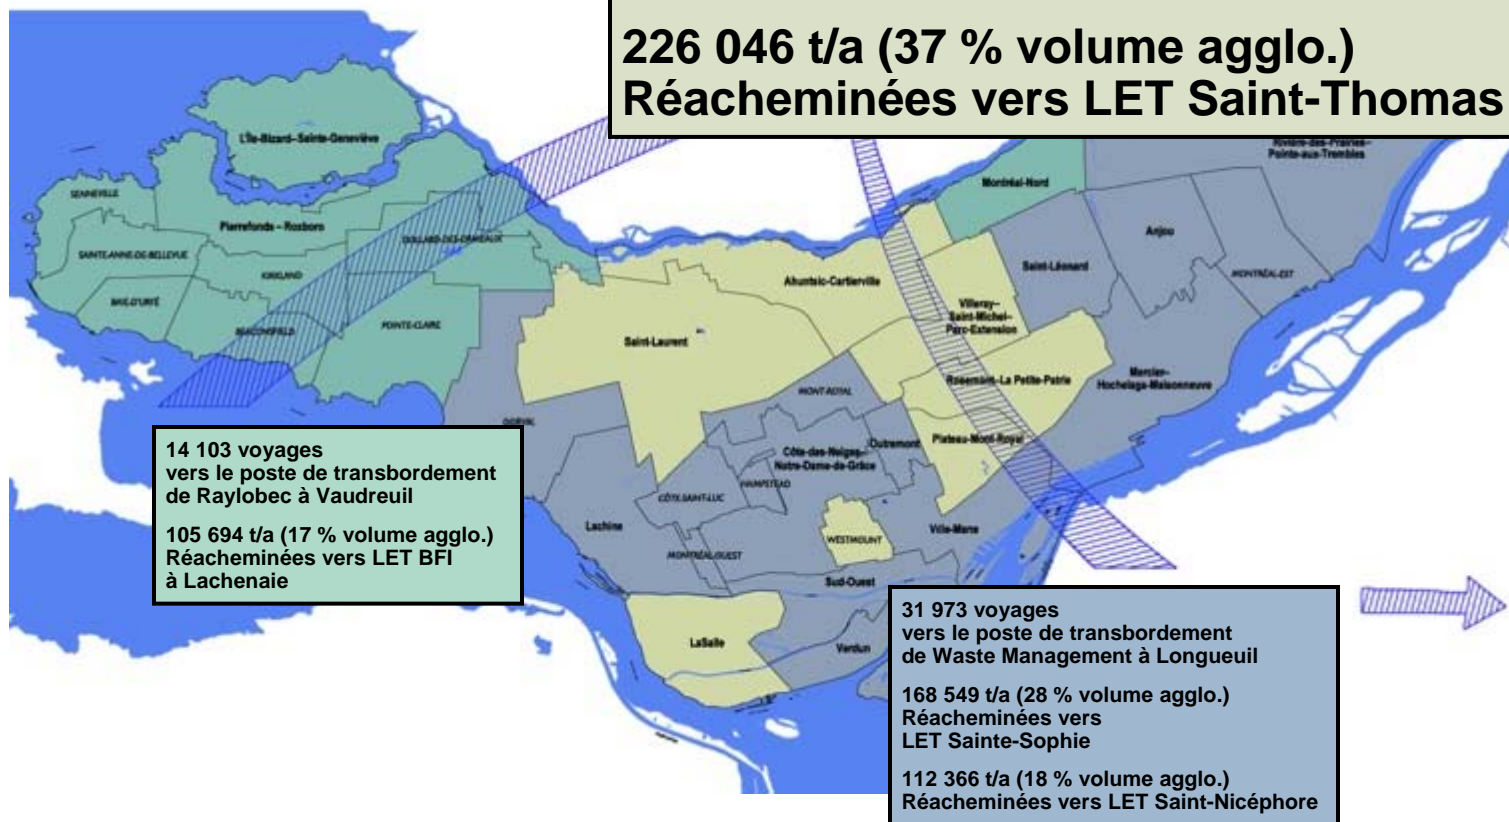 226 046 t/a (37 % volume agglo.)
Réacheminées vers LET Saint-Thomas
L'Île-Bizard–Sainte-Geneviève
Rivière-des-Prairies–
Pointe-aux-Trembles
Montréal-Nord
SENNEVILLE
Pierrefonds – Roxboro
Anjou
DOLLARD-DES-ORMEAUX
SAINTE-ANNE-DE-BELLEVUE
Saint-Léonard
KIRKLAND
MONTRÉAL-EST
Ahuntsic-Cartierville
BAIE-D'URFÉ
Villeray–
Saint-Michel–
Parc-Extension
BEACONSFIELD
POINTE-CLAIRE
Saint-Laurent
Mercier–
Hochelaga-Maisonneuve
Rosemont–La Petite-Patrie
MONT-ROYAL
DORVAL
Outremont
Plateau-Mont-Royal
Côte-des-Neiges–
Notre-Dame-de-Grâce
HAMPSTEAD
CÔTE-SAINT-LUC
Lachine
Ville-Marie
WESTMOUNT
MONTRÉAL-OUEST
Sud-Ouest
LaSalle
Verdun
14 103 voyages
vers le poste de transbordement
de Raylobec à Vaudreuil
105 694 t/a (17 % volume agglo.)
Réacheminées vers LET BFI
à Lachenaie
31 973 voyages
vers le poste de transbordement
de Waste Management à Longueuil
168 549 t/a (28 % volume agglo.)
Réacheminées vers
LET Sainte-Sophie
112 366 t/a (18 % volume agglo.)
Réacheminées vers LET Saint-Nicéphore